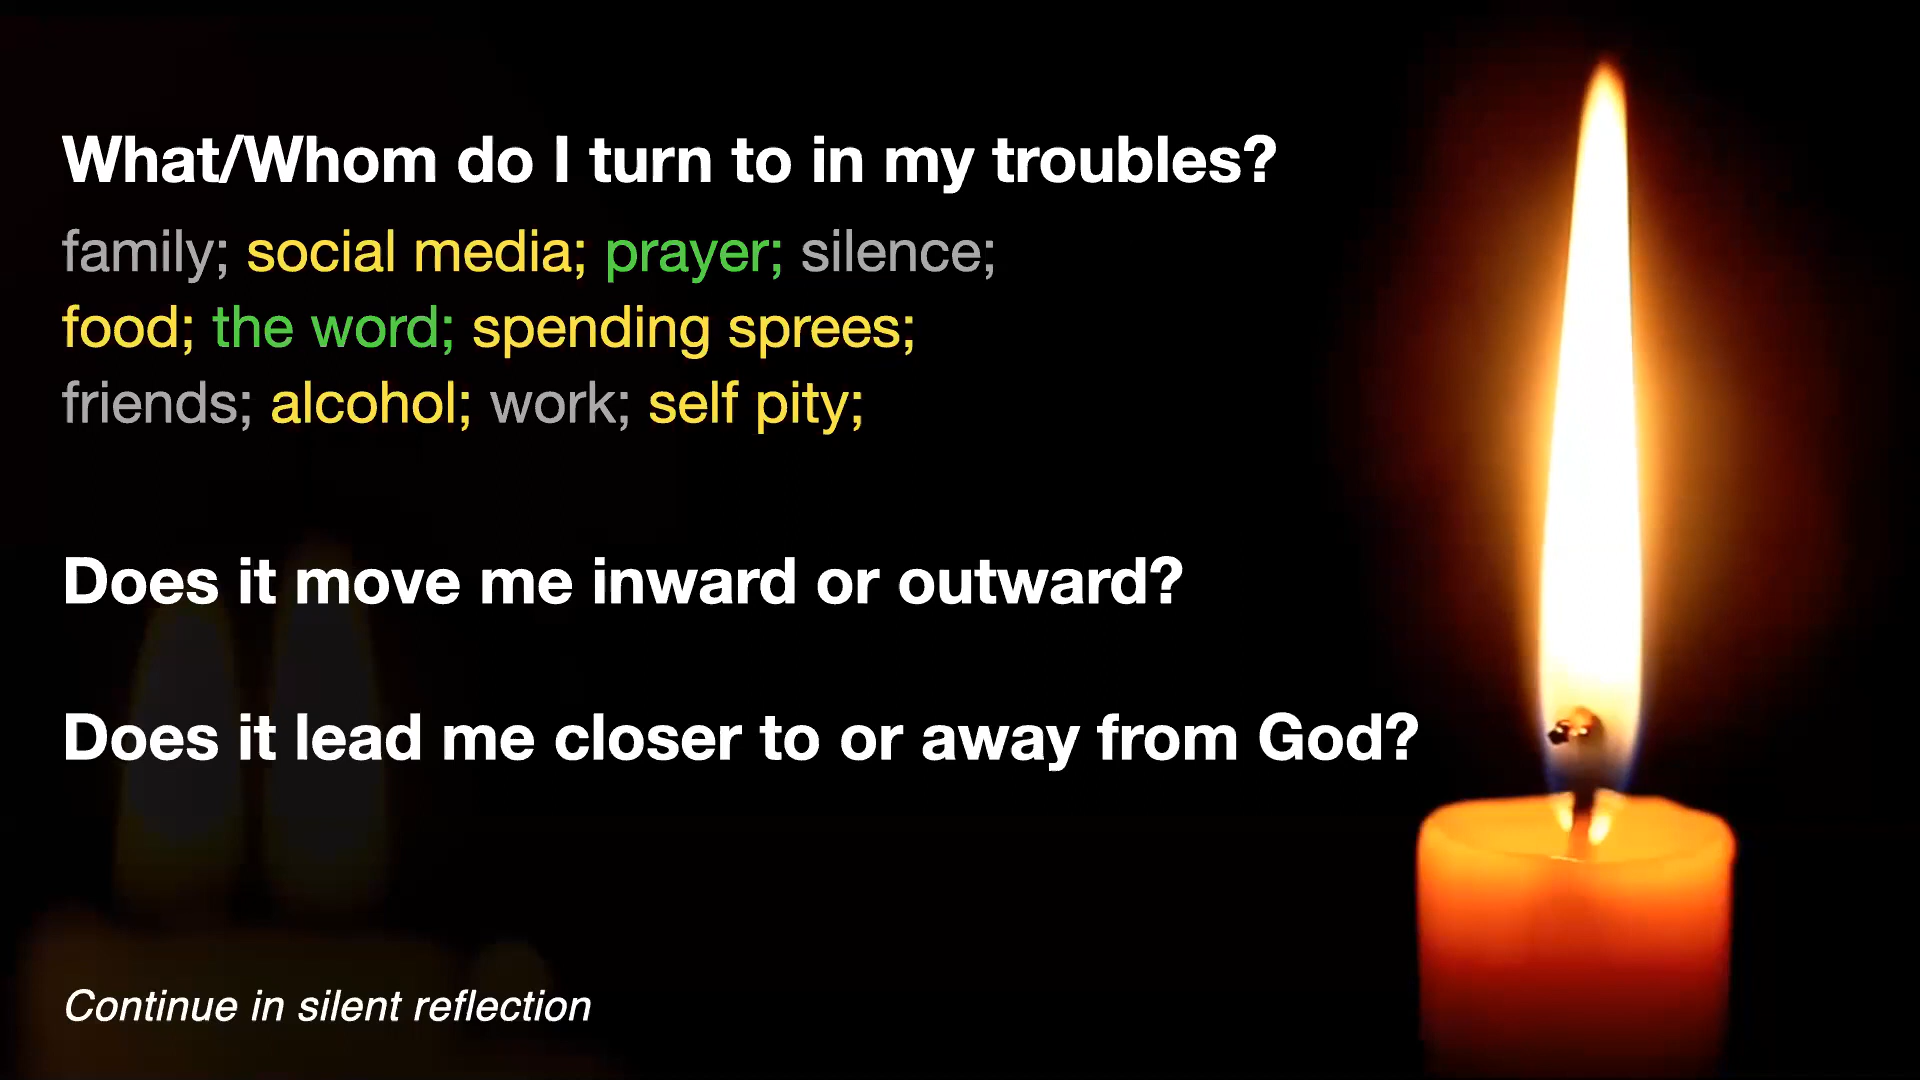 What/Whom do I turn to in my troubles?
family; social media; prayer; silence;
food; the word; spending sprees;
friends; alcohol; work; self pity;
Does it move me inward or outward?
Does it lead me closer to or away from God?
Continue in silent reflection